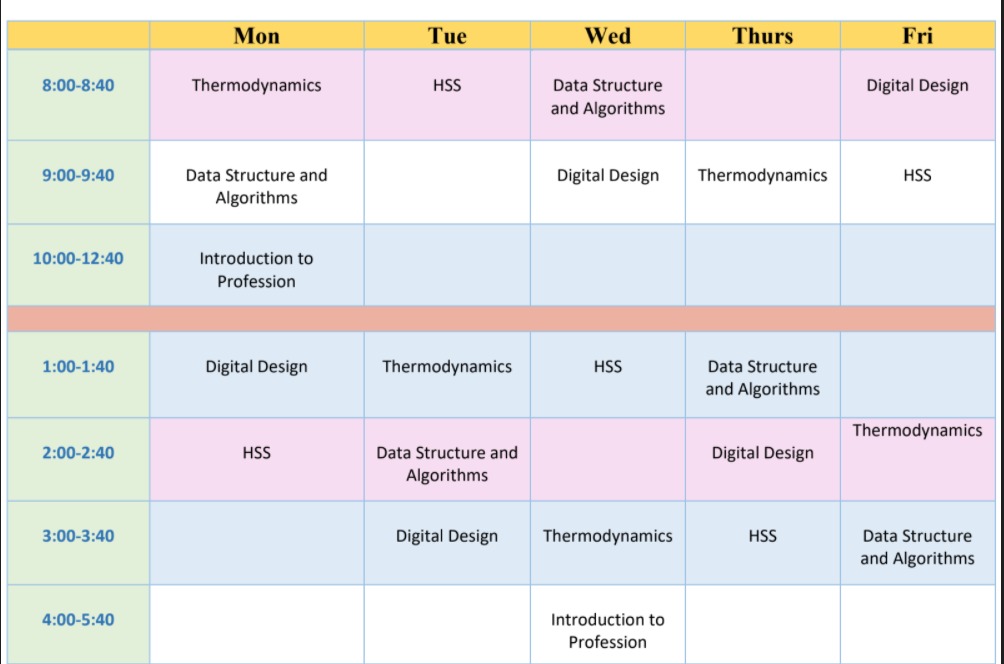 Mon Tue Wed Thurs Fri
8:00-8:40 Thermodynamics HSS Data Structure Digital Design
and Algorithms
9:00-9:40 Data Structure and Digital Design Thermodynamics HSS
Algorithms
10:00-12:40 Introduction to
Profession
1:00-1:40 Digital Design Thermodynamics HSS Data Structure
and Algorithms
Thermodynamics
2:00-2:40 HSS Data Structure and Digital Design
Algorithms
3:00-3:40 Digital Design Thermodynamics HSS Data Structure
and Algorithms
4:00-5:40 Introduction to
Profession